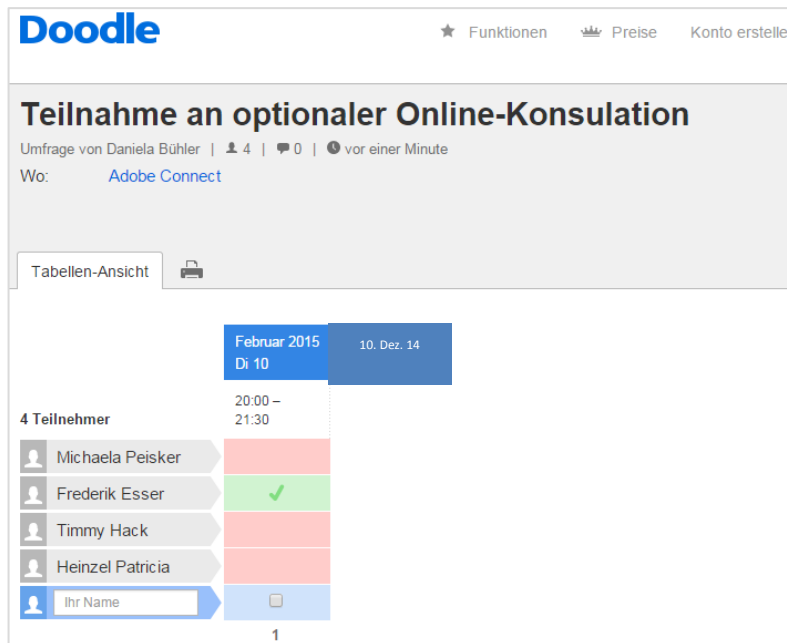 Doodle
Funktionen Preise Konto erstelle
Teilnahme an optionaler Online-Konsulation
Umfrage von Daniela Bühler | 4 | 0 | vor einer Minute
Wo: Adobe Connect
Tabellen-Ansicht
Februar 2015
Di 10
10. Dez. 14
20:00 –
21:30
4 Teilnehmer
Michaela Peisker
Frederik Esser
Timmy Hack
Heinzel Patricia
Ihr Name
1